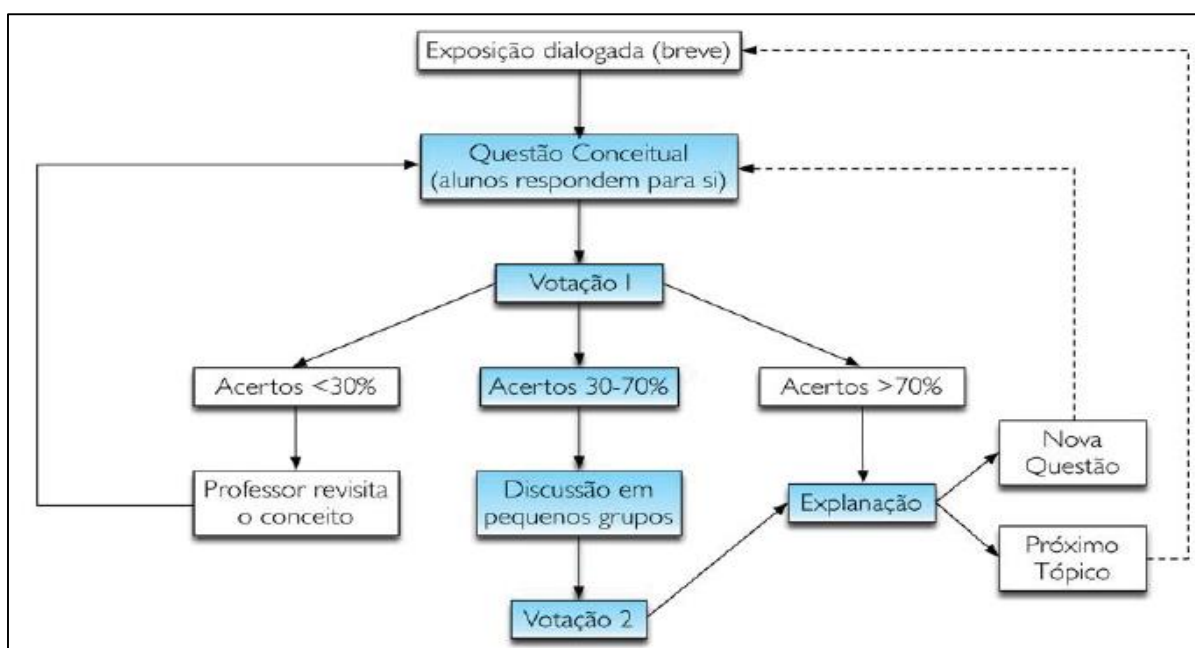 Exposição dialogada (breve)
Questão Conceitual
(alunos respondem para si)
Votação 1
Acertos <30%
Acertos 30-70%
Acertos >70%
Professor revisita
o conceito
Discussão em
pequenos grupos
Explanação
Nova
Questão
Próximo
Tópico
Votação 2